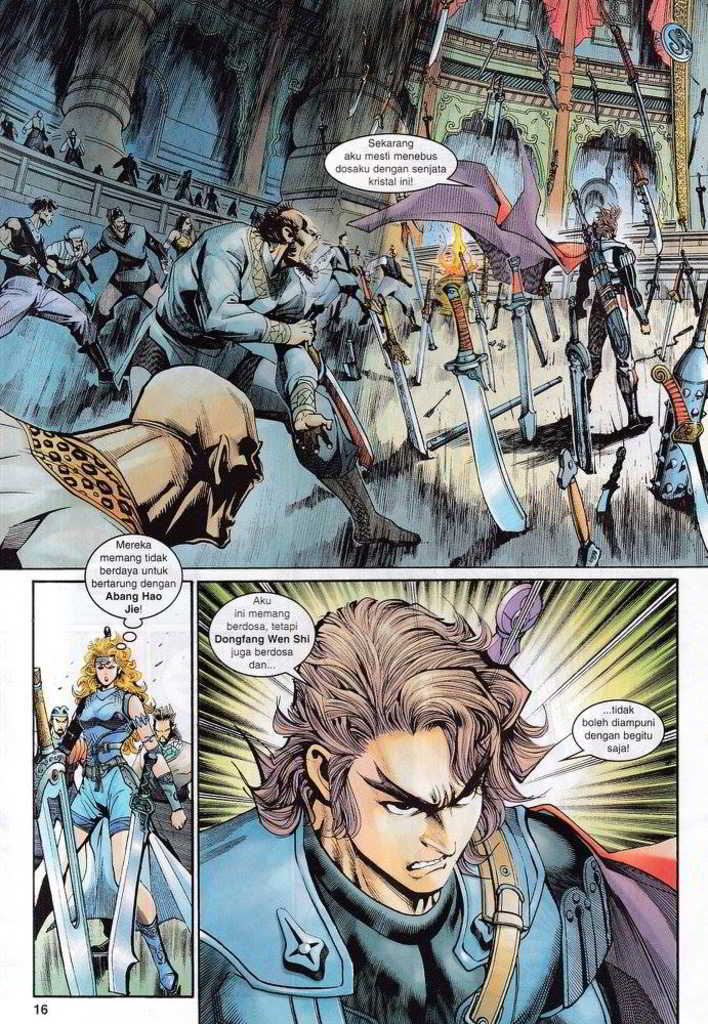 Sekarang
aku mesti menebus
dosaku dengan senjata
kristal ini!
Mereka
memang tidak
berdaya untuk
bertarung dengan
Abang Hao
Jie!
Aku
ini memang
berdosa, tetapi
Dongfang Wen Shi
juga berdosa
dan...
...tidak
boleh diampuni
dengan begitu
saja!
16